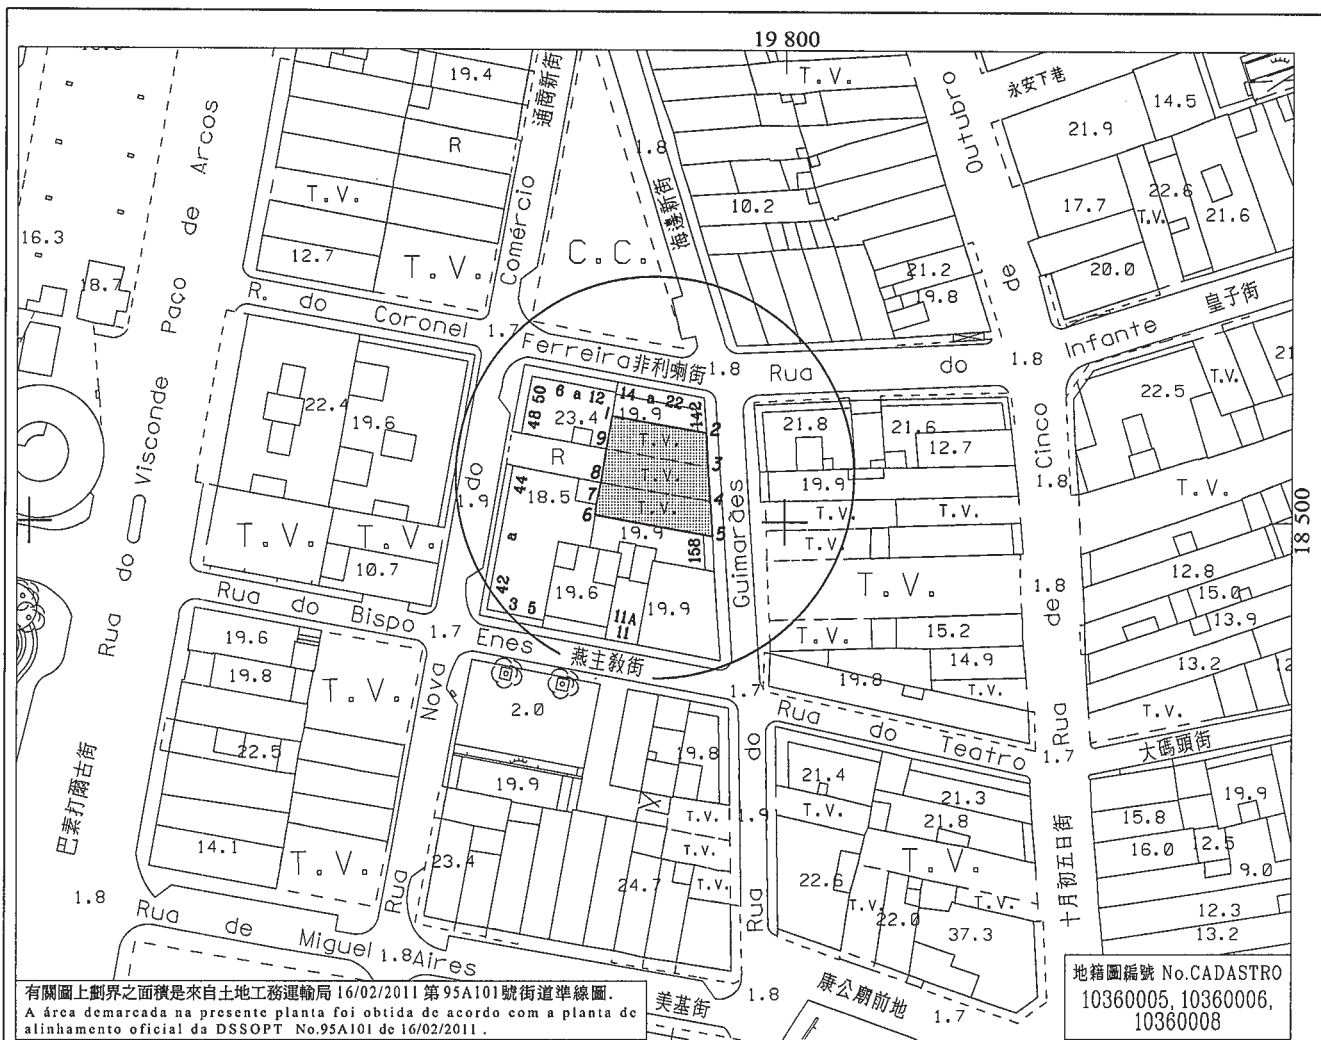 19 800
18 500
19.4
通商新街
T.V.
Outubro
永安下巷
14.5
21.9
R
1.8
Rua do Visconde Paço de Arcos
T.V.
10.2
海邊新街
17.7
22.6
T.V.
21.6
16.3
18.7
12.7
T.V.
Comércio
C.C.
21.2
19.8
de
20.0
皇子街
R. do Coronel
1.7
Ferreira 非利喇街
1.8
Rua do
1.8
Infante
22.4
19.6
48 50
6 a 12
14 a 22
142
23.4
19.9
1
2
9
T.V.
3
R
8
T.V.
4
7
T.V.
6
5
44
18.5
19.9
158
a
42
3 5
19.6
11A
11
19.9
do
1.9
Guimarães
21.8
21.6
12.7
19.9
T.V.
T.V.
T.V.
T.V.
T.V.
15.2
14.9
19.8
T.V.
Cinco
1.8
22.5
T.V.
21
T.V.
1.8
de
12.8
15.0
13.9
13.2
12
T.V.
T.V.
T.V.
10.7
Rua do Bispo
1.7
Enes
燕主教街
1.7
Rua do Teatro
1.7
Rua
大碼頭街
19.6
19.8
T.V.
22.5
14.1
T.V.
巴素打爾古街
1.8
Nova
Rua
2.0
19.9
19.8
X
T.V.
T.V.
T.V.
23.4
24.7
do
1.9
Rua
21.4
T.V.
21.3
21.8
T.V.
22.6
T.V.
22.0
T.V.
37.3
十月初五日街
15.8
19.9
16.0
12.5
9.0
12.3
13.2
Rua de Miguel Aires
1.8
美基街
1.8
康公廟前地
1.7
有關圖上劃界之面積是來自土地工務運輸局 16/02/2011 第 95A101 號街道準線圖.
A área demarcada na presente planta foi obtida de acordo com a planta de
alinhamento oficial da DSSOPT No.95A101 de 16/02/2011 .
地籍圖編號 No.CADASTRO
10360005, 10360006,
10360008